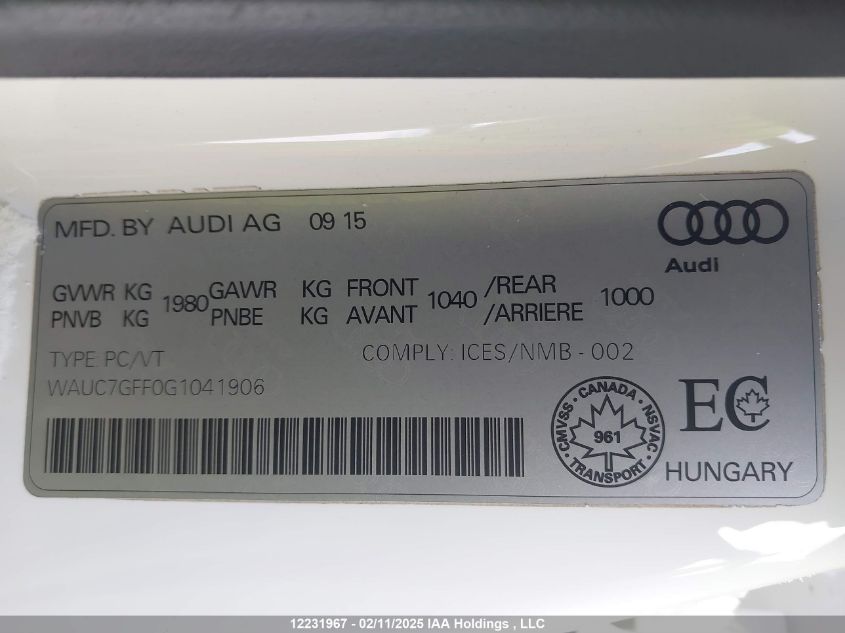 MFD. BY AUDI AG 09 15
Audi
GVWR KG 1980 GAWR KG FRONT 1040 /REAR 1000
PNVB KG PNBE KG AVANT /ARRIERE
TYPE: PC/VT COMPLY: ICES/NMB - 002
WAUC7GFF0G1041906
CMVSS · CANADA · NSVAC · TRANSPORT ·
961
EC
HUNGARY
12231967 - 02/11/2025 IAA Holdings , LLC